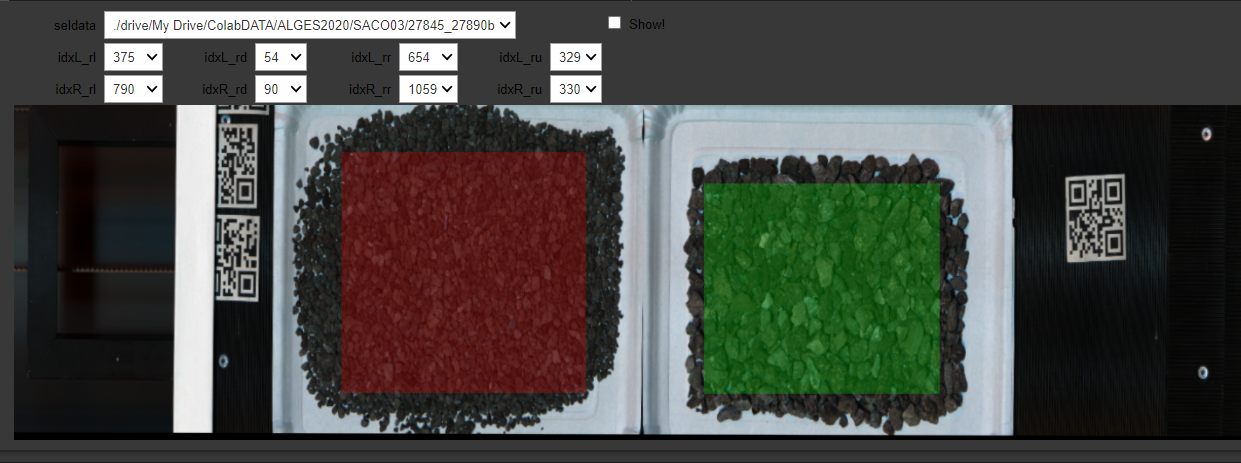 seldata ./drive/My Drive/ColabDATA/ALGES2020/SACO03/27845_27890b Show!
idxL_rl 375 idxL_rd 54 idxL_rr 654 idxL_ru 329
idxR_rl 790 idxR_rd 90 idxR_rr 1059 idxR_ru 330